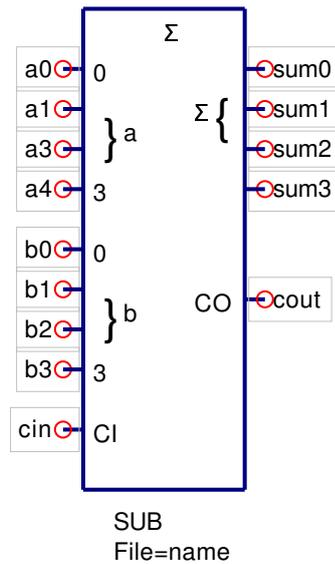 Σ
a0 0 sum0
a1 Σ { sum1
} a
a3 sum2
a4 3 sum3
b0 0
b1
} b
CO cout
b2
b3 3
cin CI
SUB
File=name